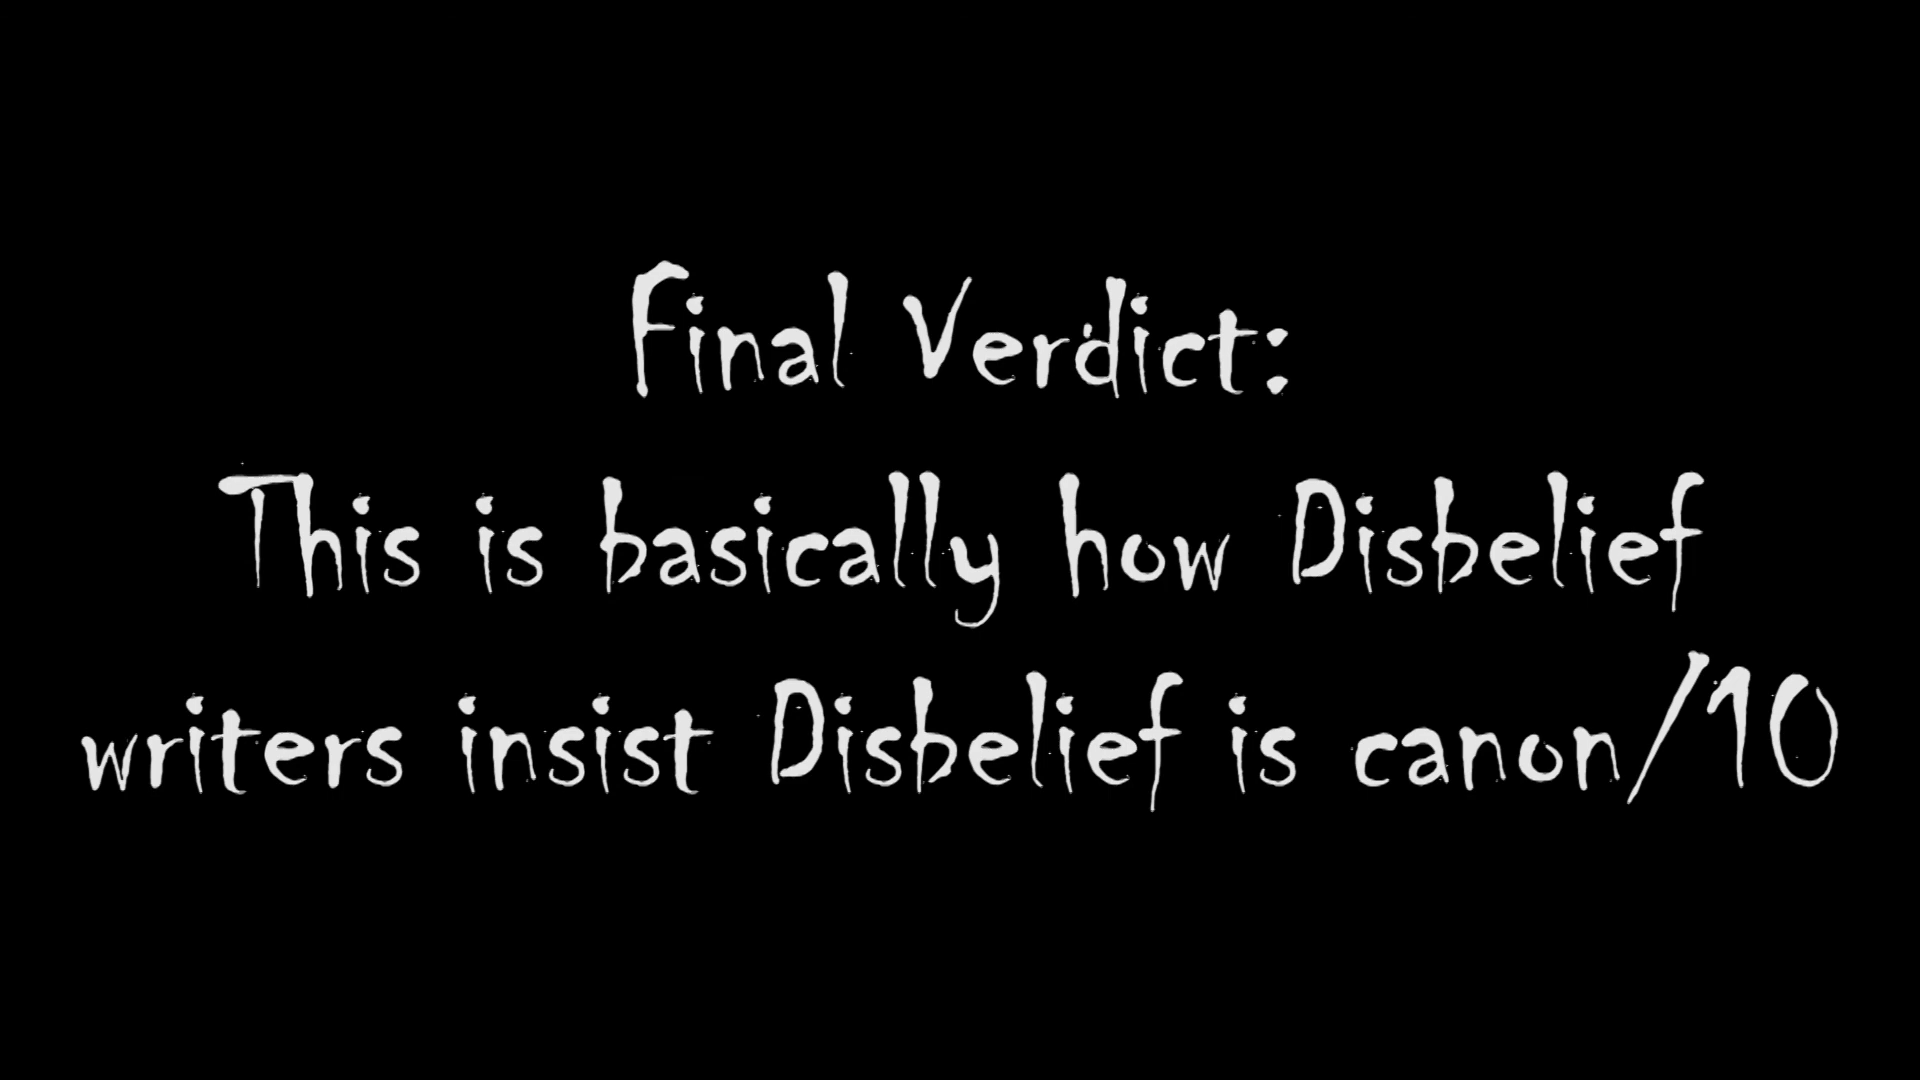 Final Verdict:
This is basically how Disbelief
writers insist Disbelief is canon/10